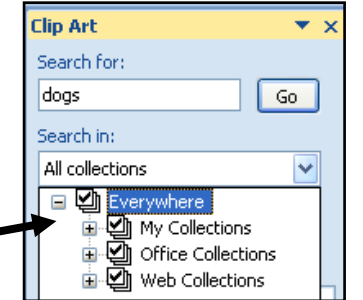 Clip Art
Search for:
dogs
Go
Search in:
All collections
Everywhere
My Collections
Office Collections
Web Collections